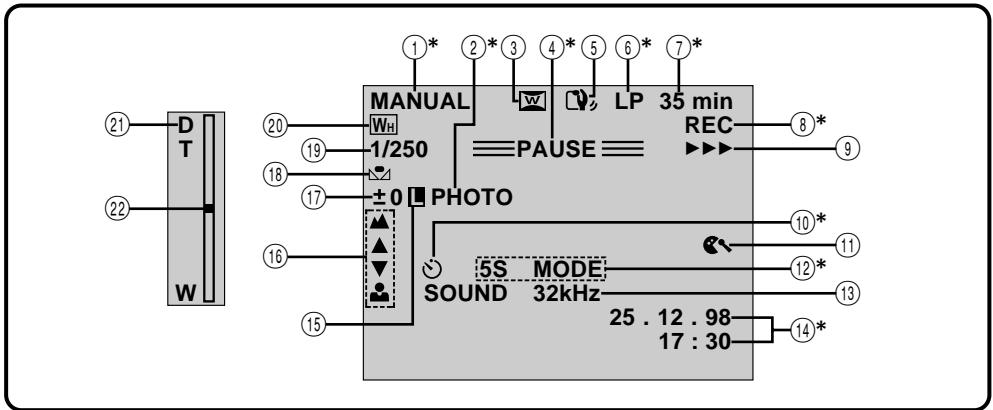 ①* ②* ③ ④* ⑤ ⑥* ⑦*
MANUAL W LP 35 min
㉑ D ⑳ WH REC ⑧*
T ⑲ 1/250 PAUSE ►►► ⑨
⑱
㉒ ⑰ ±0 L PHOTO
⑩*
⑯ ⑪
5S MODE ⑫*
W SOUND 32kHz ⑬
⑮ 25 . 12 . 98
17 : 30 ⑭*